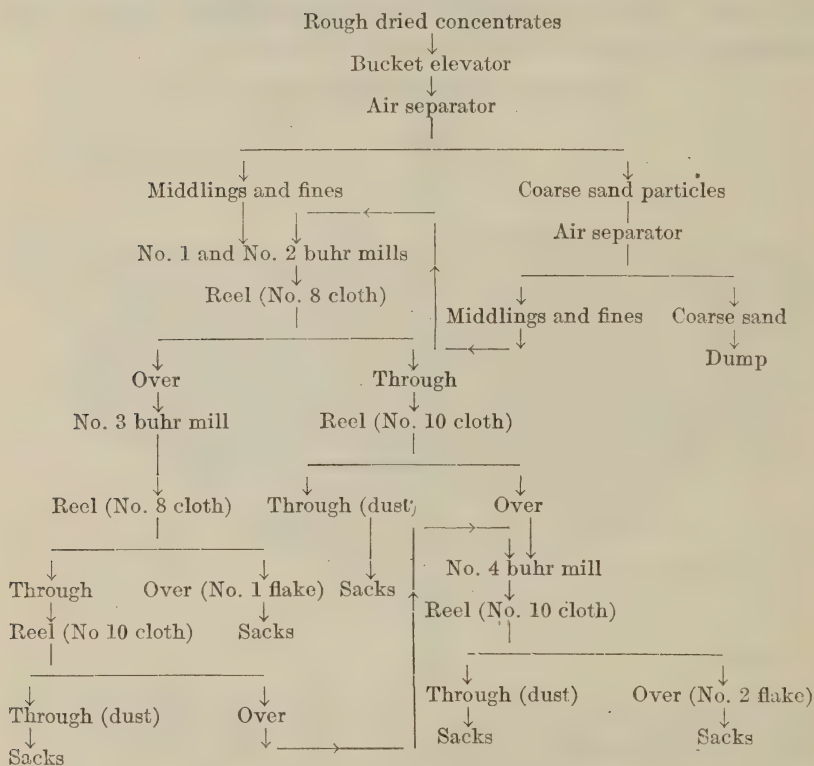 Rough dried concentrates
Bucket elevator
Air separator
Middlings and fines Coarse sand particles
Air separator
No. 1 and No. 2 buhr mills
Reel (No. 8 cloth)
Middlings and fines Coarse sand
Dump
Over Through
No. 3 buhr mill Reel (No. 10 cloth)
Reel (No. 8 cloth) Through (dust) Over
No. 4 buhr mill
Through Over (No. 1 flake) Sacks
Reel (No. 10 cloth)
Reel (No 10 cloth) Sacks
Through (dust) Over (No. 2 flake)
Through (dust) Over
Sacks Sacks
Sacks